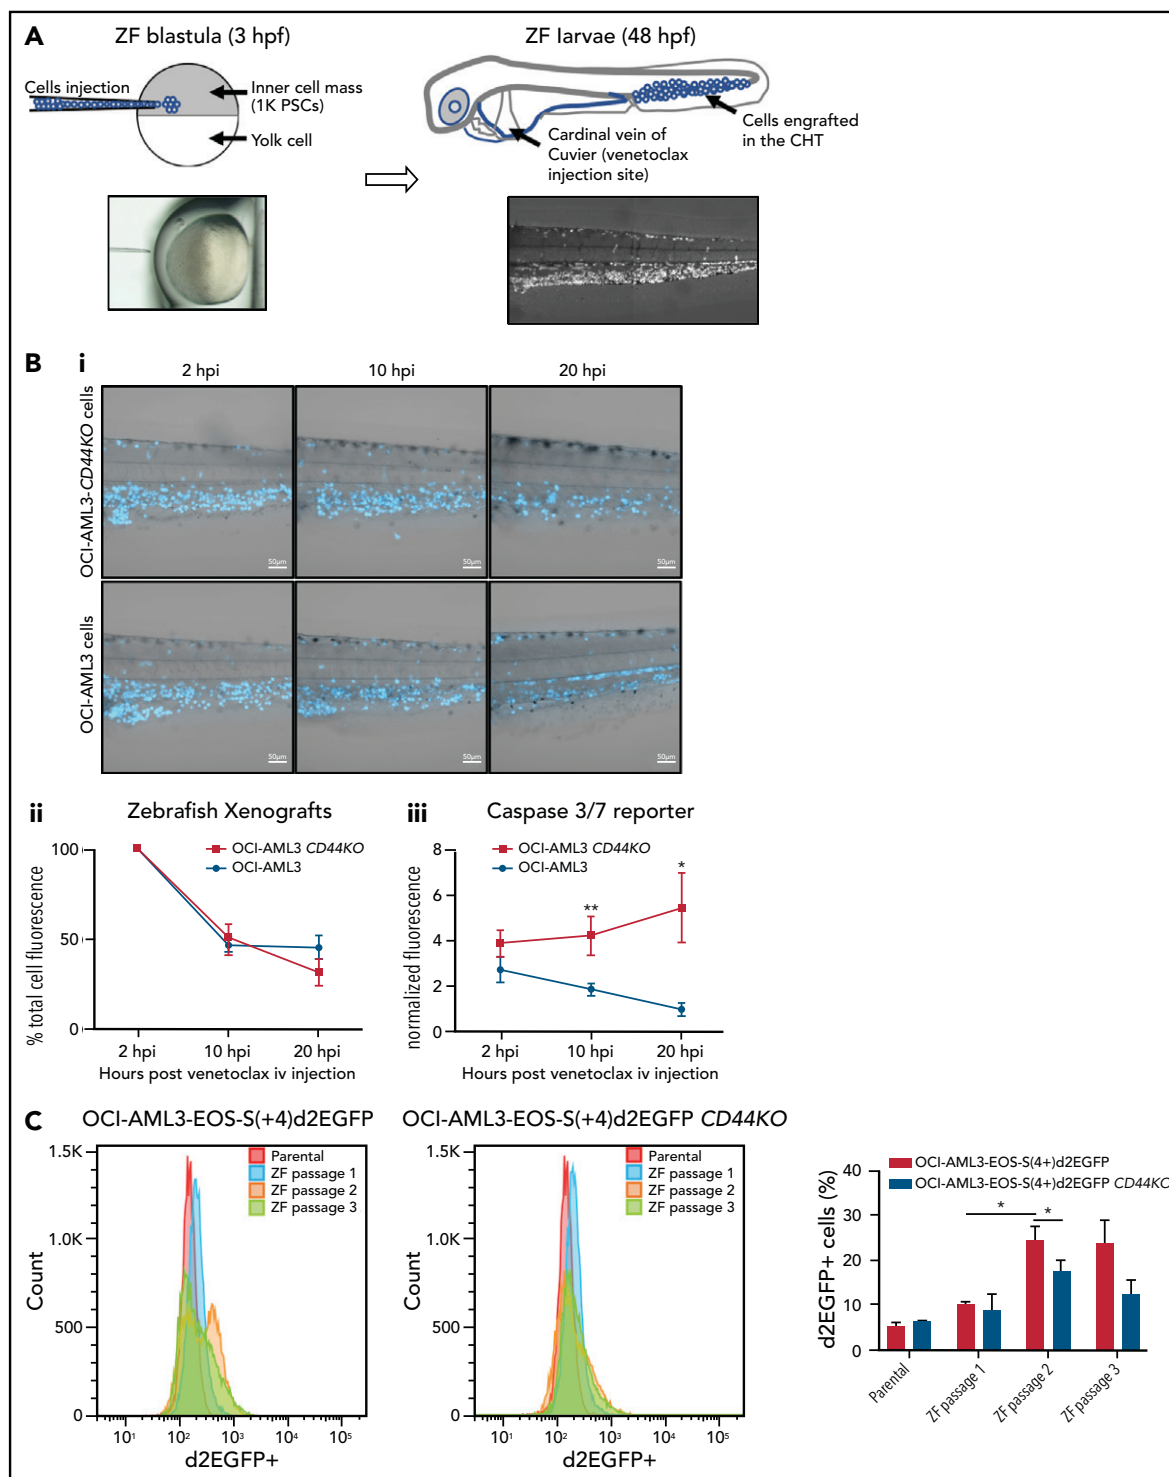 A
ZF blastula (3 hpf)
ZF larvae (48 hpf)
Cells injection
Inner cell mass
(1K PSCs)
Yolk cell
Cardinal vein of
Cuvier (venetoclax
injection site)
Cells engrafted
in the CHT
B
i
2 hpi
10 hpi
20 hpi
OCI-AML3-CD44KO cells
50µm
50µm
50µm
OCI-AML3 cells
50µm
50µm
50µm
ii
Zebrafish Xenografts
OCI-AML3 CD44KO
OCI-AML3
% total cell fluorescence
100
50
0
2 hpi
10 hpi
20 hpi
Hours post venetoclax iv injection
iii
Caspase 3/7 reporter
OCI-AML3 CD44KO
OCI-AML3
normalized fluorescence
8
6
4
2
0
**
*
2 hpi
10 hpi
20 hpi
Hours post venetoclax iv injection
C
OCI-AML3-EOS-S(+4)d2EGFP
Parental
ZF passage 1
ZF passage 2
ZF passage 3
Count
1.5K
1.0K
500
0
10¹
10²
10³
10⁴
10⁵
d2EGFP+
OCI-AML3-EOS-S(+4)d2EGFP CD44KO
Parental
ZF passage 1
ZF passage 2
ZF passage 3
Count
1.5K
1.0K
500
0
10¹
10²
10³
10⁴
10⁵
d2EGFP+
OCI-AML3-EOS-S(4+)d2EGFP
OCI-AML3-EOS-S(4+)d2EGFP CD44KO
d2EGFP+ cells (%)
40
30
20
10
0
*
*
Parental
ZF passage 1
ZF passage 2
ZF passage 3